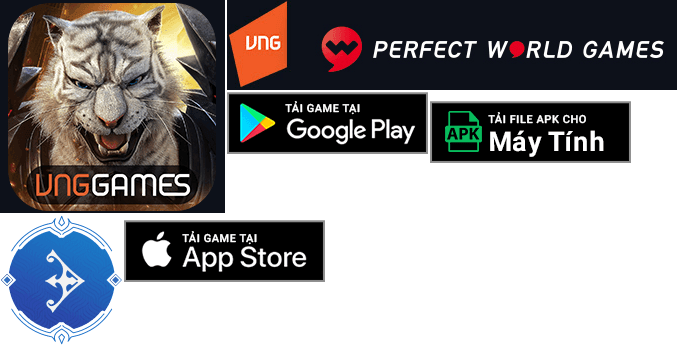 VNG
PERFECT WORLD GAMES
VNGGAMES
TẢI GAME TẠI
Google Play
APK
TẢI FILE APK CHO
Máy Tính
TẢI GAME TẠI
App Store